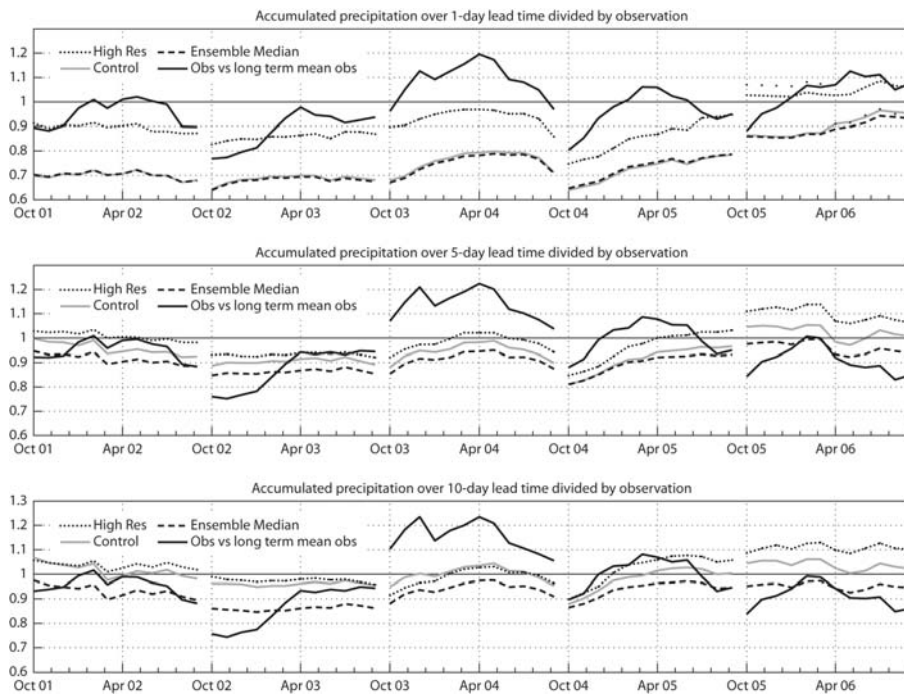 Accumulated precipitation over 1-day lead time divided by observation
1.2
1.1
1
0.9
0.8
0.7
0.6
High Res
Ensemble Median
Control
Obs vs long term mean obs
Oct 01
Apr 02
Oct 02
Apr 03
Oct 03
Apr 04
Oct 04
Apr 05
Oct 05
Apr 06
Accumulated precipitation over 5-day lead time divided by observation
1.2
1.1
1
0.9
0.8
0.7
0.6
High Res
Ensemble Median
Control
Obs vs long term mean obs
Oct 01
Apr 02
Oct 02
Apr 03
Oct 03
Apr 04
Oct 04
Apr 05
Oct 05
Apr 06
Accumulated precipitation over 10-day lead time divided by observation
1.3
1.2
1.1
1
0.9
0.8
0.7
0.6
High Res
Ensemble Median
Control
Obs vs long term mean obs
Oct 01
Apr 02
Oct 02
Apr 03
Oct 03
Apr 04
Oct 04
Apr 05
Oct 05
Apr 06